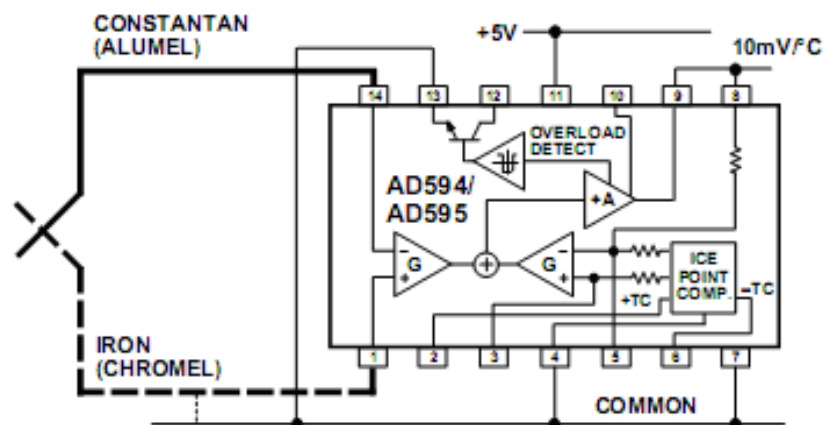 CONSTANTAN
(ALUMEL)
+5V
10mV/°C
14 13 12 11 10 9 8
OVERLOAD
DETECT
AD594/
AD595
+A
–
G
+
+
–
G
+
ICE
POINT
COMP.
+TC
–TC
IRON
(CHROMEL)
1 2 3 4 5 6 7
COMMON